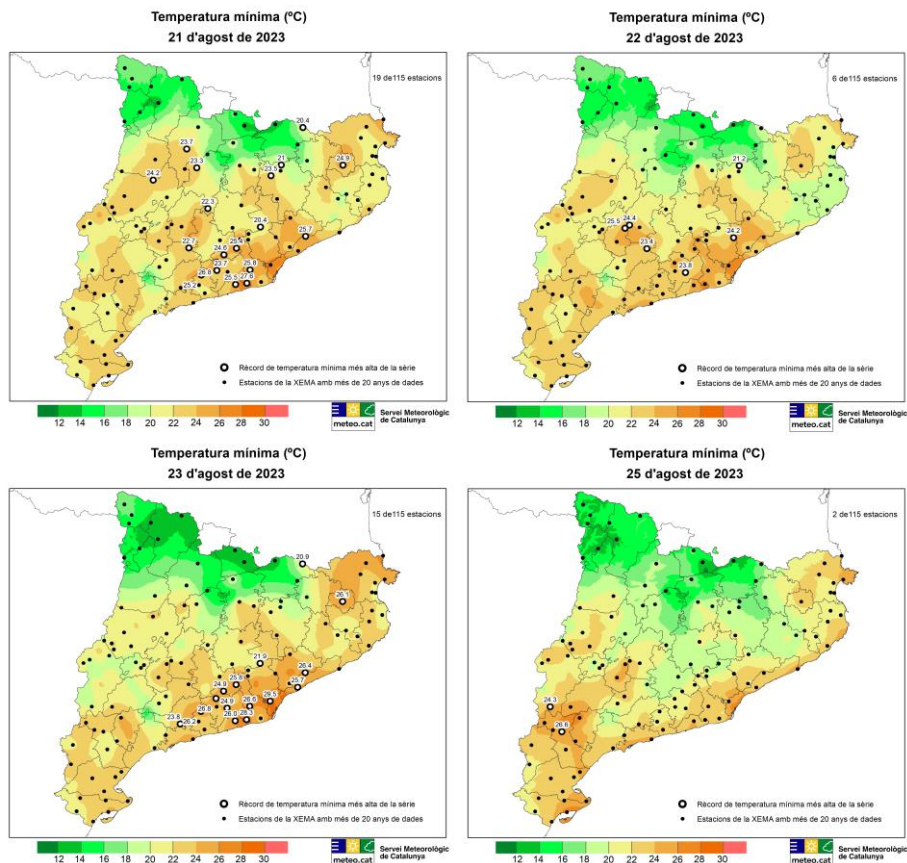 Temperatura mínima (ºC)
21 d'agost de 2023
19 de115 estacions
20.4
23.7
23.3
24.2
21
23.5
24.9
22.3
20.4
25.7
22.7
25.4
24.6
23.7
25.8
26.8
25.2
25.5
27.6
Rècord de temperatura mínima més alta de la sèrie
Estacions de la XEMA amb més de 20 anys de dades
12 14 16 18 20 22 24 26 28 30
meteo.cat
Servei Meteorològic
de Catalunya
Temperatura mínima (ºC)
22 d'agost de 2023
6 de115 estacions
21.2
25.5
24.4
23.4
24.2
23.8
Rècord de temperatura mínima més alta de la sèrie
Estacions de la XEMA amb més de 20 anys de dades
12 14 16 18 20 22 24 26 28 30
meteo.cat
Servei Meteorològic
de Catalunya
Temperatura mínima (ºC)
23 d'agost de 2023
15 de115 estacions
20.9
26.1
21.9
26.4
25.8
25.7
24.9
29.5
24.9
26.6
26.8
23.8
26.2
26.0
28.3
Rècord de temperatura mínima més alta de la sèrie
Estacions de la XEMA amb més de 20 anys de dades
12 14 16 18 20 22 24 26 28 30
meteo.cat
Servei Meteorològic
de Catalunya
Temperatura mínima (ºC)
25 d'agost de 2023
2 de115 estacions
24.3
26.6
Rècord de temperatura mínima més alta de la sèrie
Estacions de la XEMA amb més de 20 anys de dades
12 14 16 18 20 22 24 26 28 30
meteo.cat
Servei Meteorològic
de Catalunya